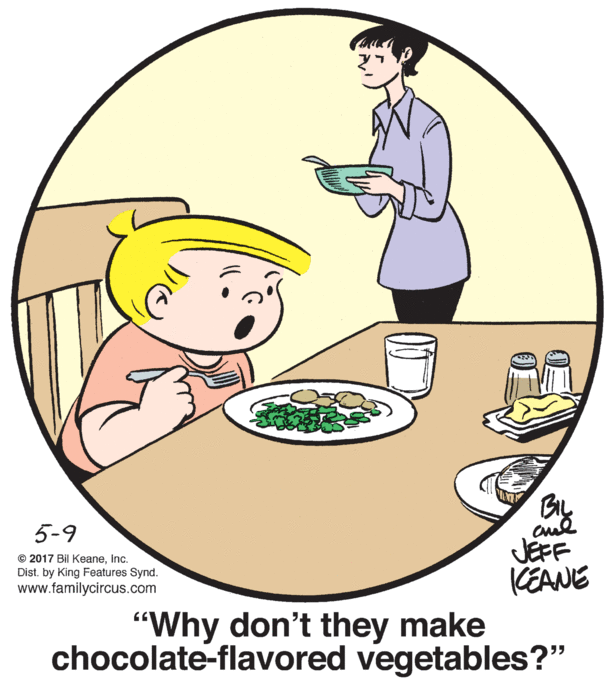 5-9
© 2017 Bil Keane, Inc.
Dist. by King Features Synd.
www.familycircus.com
BIL
and
JEFF
KEANE
“Why don’t they make
chocolate-flavored vegetables?”